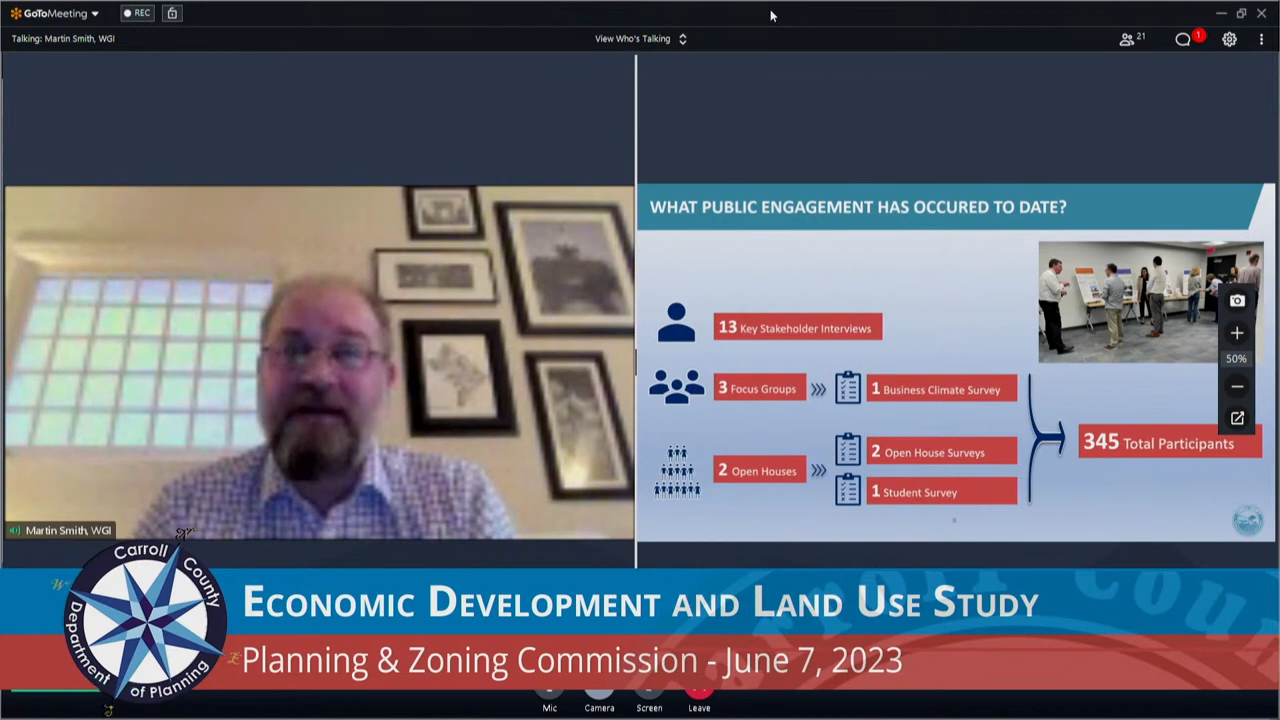 GoToMeeting
REC
Talking: Martin Smith, WGI
View Who's Talking
21
1
WHAT PUBLIC ENGAGEMENT HAS OCCURED TO DATE?
13 Key Stakeholder Interviews
50%
3 Focus Groups
1 Business Climate Survey
345 Total Participants
2 Open Houses
2 Open House Surveys
1 Student Survey
Martin Smith, WGI
Carroll County
Department of Planning
ECONOMIC DEVELOPMENT AND LAND USE STUDY
Planning & Zoning Commission - June 7, 2023
Mic
Camera
Screen
Leave